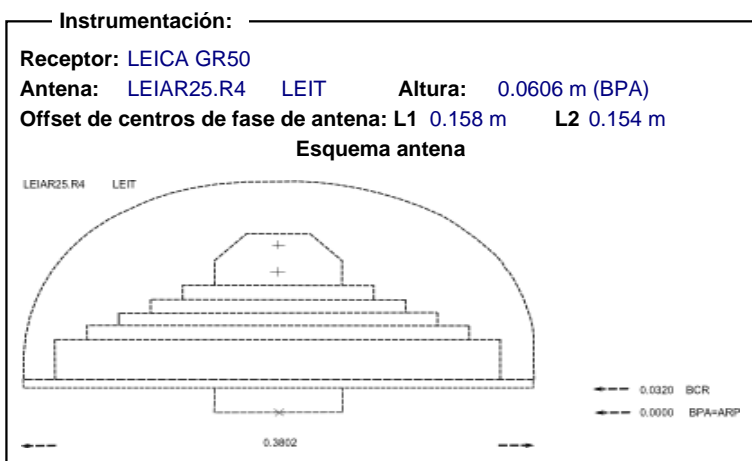 Instrumentación:
Receptor: LEICA GR50
Antena: LEIAR25.R4 LEIT Altura: 0.0606 m (BPA)
Offset de centros de fase de antena: L1 0.158 m L2 0.154 m
Esquema antena
LEIAR25.R4 LEIT
0.0320 BCR
0.0000 BPA=ARP
0.3802